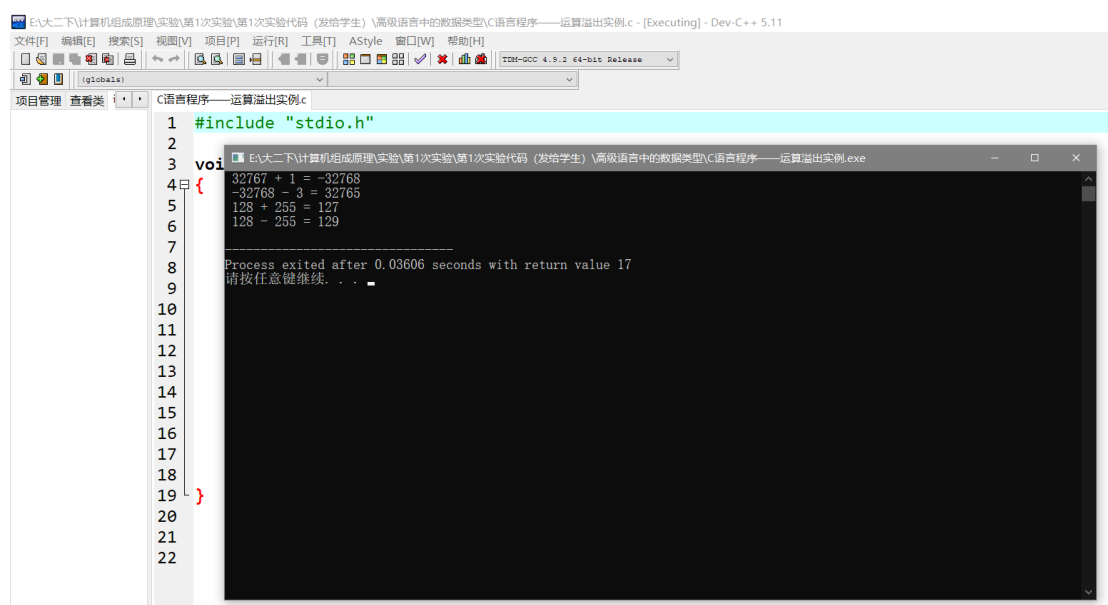 E:\大二下\计算机组成原理\实验\第1次实验\第1次实验代码（发给学生）\高级语言中的数据类型\C语言程序——运算溢出实例.c - [Executing] - Dev-C++ 5.11
文件[F] 编辑[E] 搜索[S] 视图[V] 项目[P] 运行[R] 工具[T] AStyle 窗口[W] 帮助[H]
TDM-GCC 4.9.2 64-bit Release
(globals)
项目管理 查看类
C语言程序——运算溢出实例.c
1 #include "stdio.h"
2
3 voi
E:\大二下\计算机组成原理\实验\第1次实验\第1次实验代码（发给学生）\高级语言中的数据类型\C语言程序——运算溢出实例.exe
4 {
32767 + 1 = -32768
-32768 - 3 = 32765
5
128 + 255 = 127
6
128 - 255 = 129
7
--------------------------------
8
Process exited after 0.03606 seconds with return value 17
请按任意键继续. . .
9
10
11
12
13
14
15
16
17
18
19 }
20
21
22